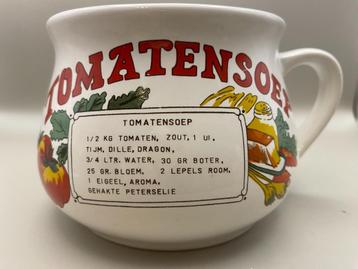 TOMATENSOEP
TOMATENSOEP
1/2 KG TOMATEN, ZOUT, 1 UI,
TIJM, DILLE, DRAGON,
3/4 LTR. WATER, 30 GR BOTER,
25 GR. BLOEM, 2 LEPELS ROOM,
1 EIGEEL, AROMA,
GEHAKTE PETERSELIE